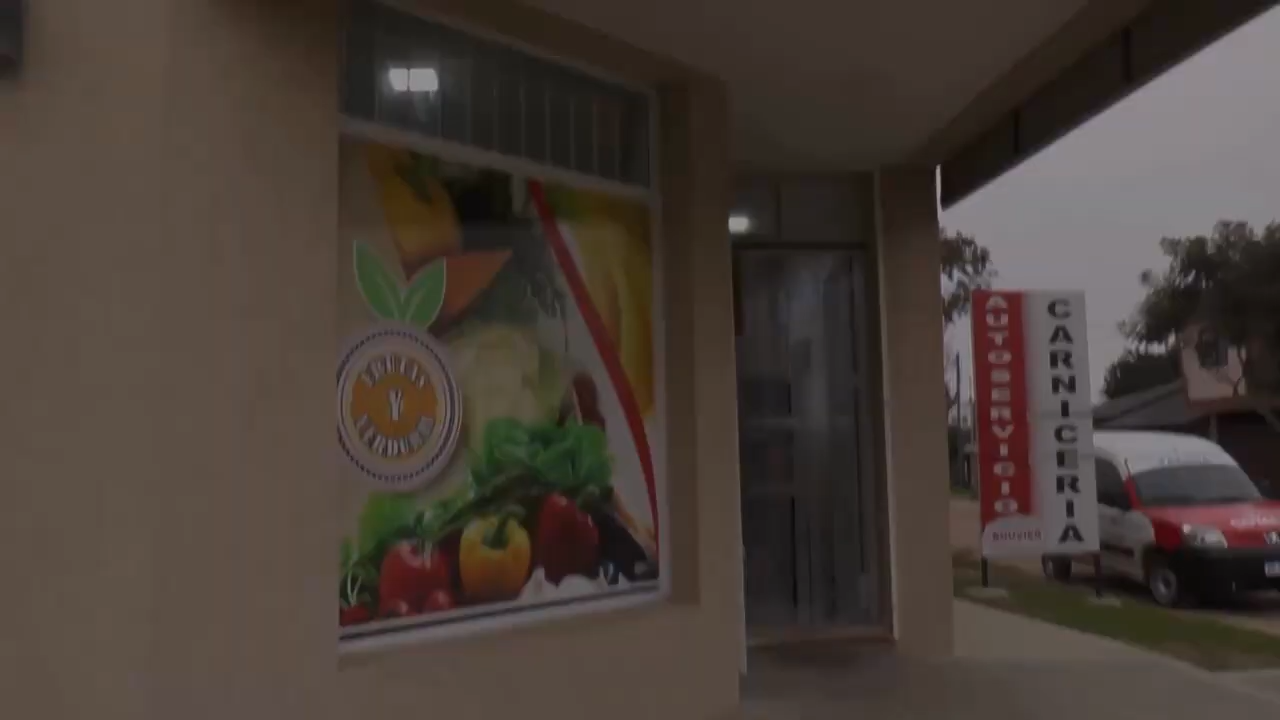 FRUTAS
Y
VERDURAS
AUTOSERVICIO
CARNICERIA
BOUVIER